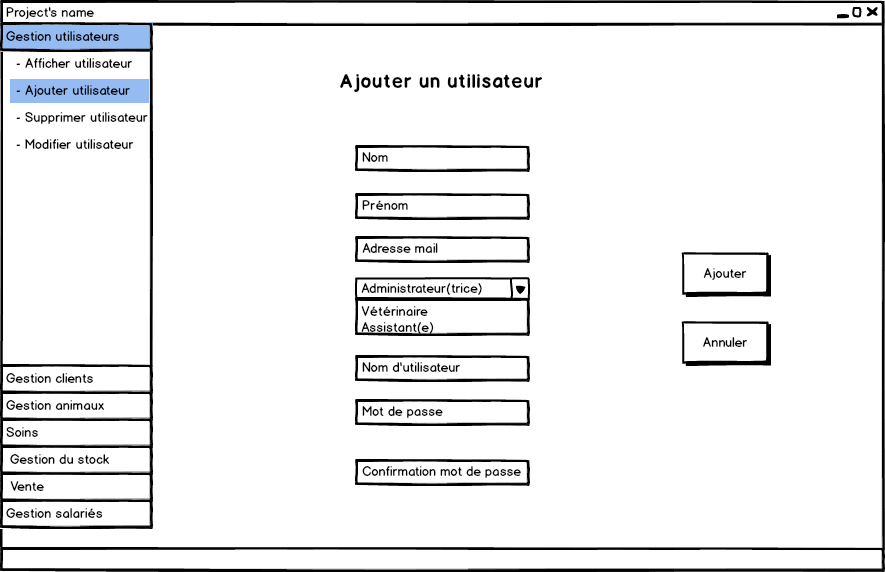 Project's name
Gestion utilisateurs
- Afficher utilisateur
- Ajouter utilisateur
- Supprimer utilisateur
- Modifier utilisateur
Gestion clients
Gestion animaux
Soins
Gestion du stock
Vente
Gestion salariés
Ajouter un utilisateur
Nom
Prénom
Adresse mail
Administrateur(trice)
Vétérinaire
Assistant(e)
Nom d'utilisateur
Mot de passe
Confirmation mot de passe
Ajouter
Annuler